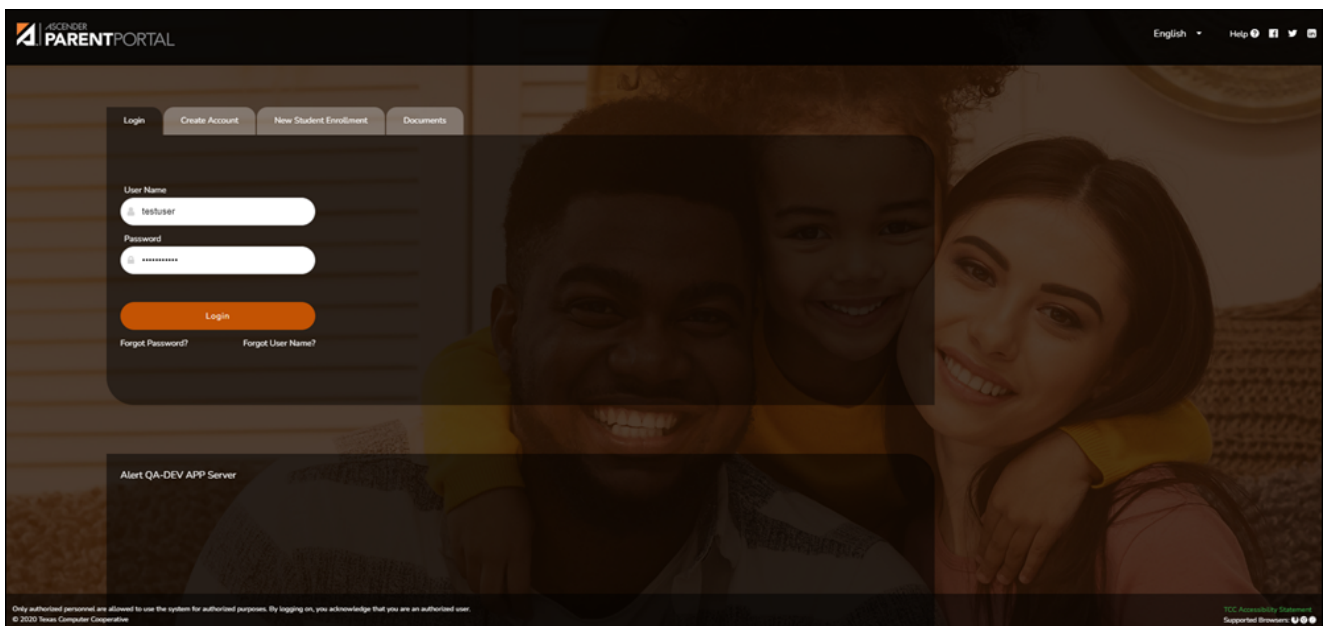 ASCENDER
PARENTPORTAL
English
Help
Login
Create Account
New Student Enrollment
Documents
User Name
testuser
Password
Login
Forgot Password?
Forgot User Name?
Alert QA-DEV APP Server
Only authorized personnel are allowed to use the system for authorized purposes. By logging on, you acknowledge that you are an authorized user.
© 2020 Texas Computer Cooperative
TCC Accessibility Statement
Supported Browsers: